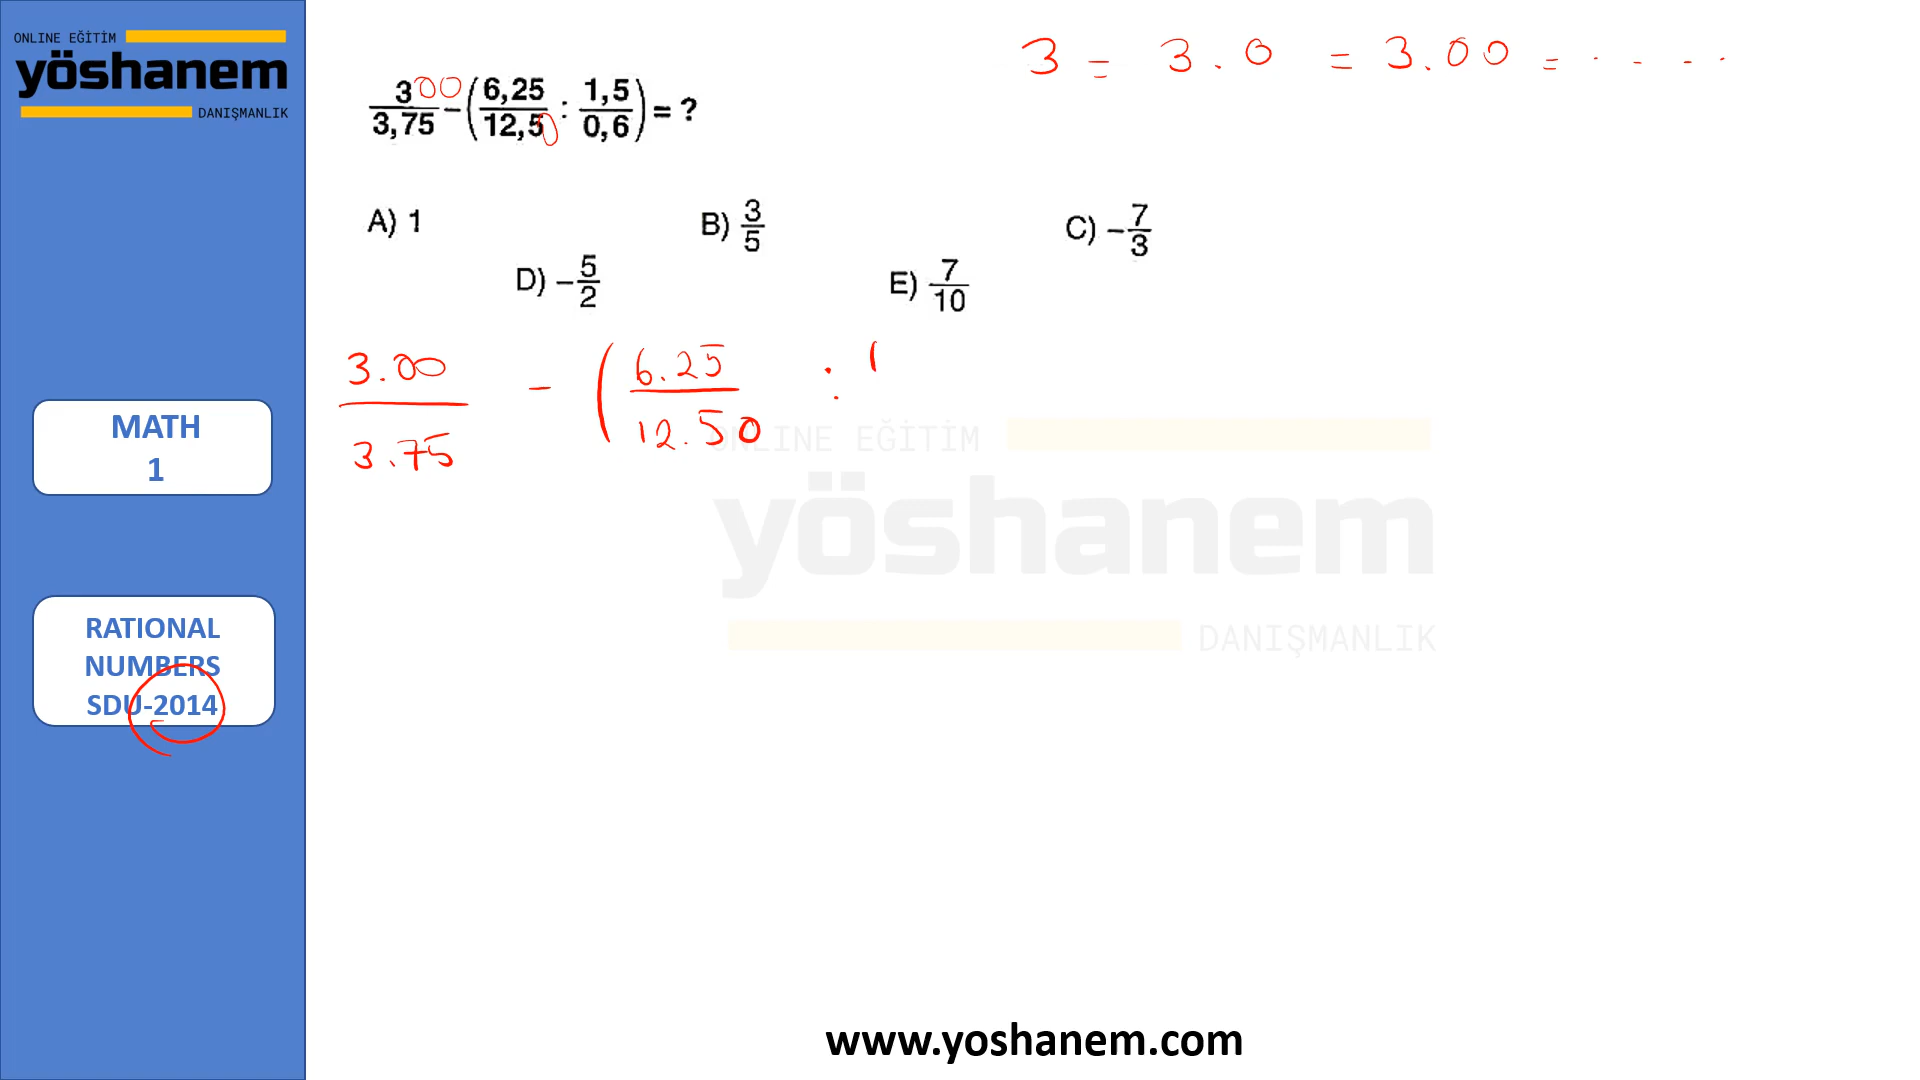 ONLINE EĞİTİM
yöshanem
DANIŞMANLIK
3 = 3.0 = 3.00 = .....
300/3,75 − (6,25/12,50 : 1,5/0,6) = ?
A) 1 B) 3/5 C) −7/3
D) −5/2 E) 7/10
3.00/3.75 − (6.25/12.50 : 1
MATH
1
RATIONAL
NUMBERS
SDU-2014
ONLINE EĞİTİM
yöshanem
DANIŞMANLIK
www.yoshanem.com